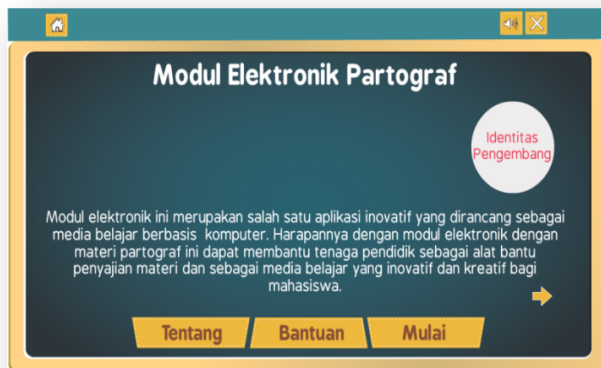 Modul Elektronik Partograf
Identitas
Pengembang
Modul elektronik ini merupakan salah satu aplikasi inovatif yang dirancang sebagai
media belajar berbasis komputer. Harapannya dengan modul elektronik dengan
materi partograf ini dapat membantu tenaga pendidik sebagai alat bantu
penyajian materi dan sebagai media belajar yang inovatif dan kreatif bagi
mahasiswa.
Tentang
Bantuan
Mulai